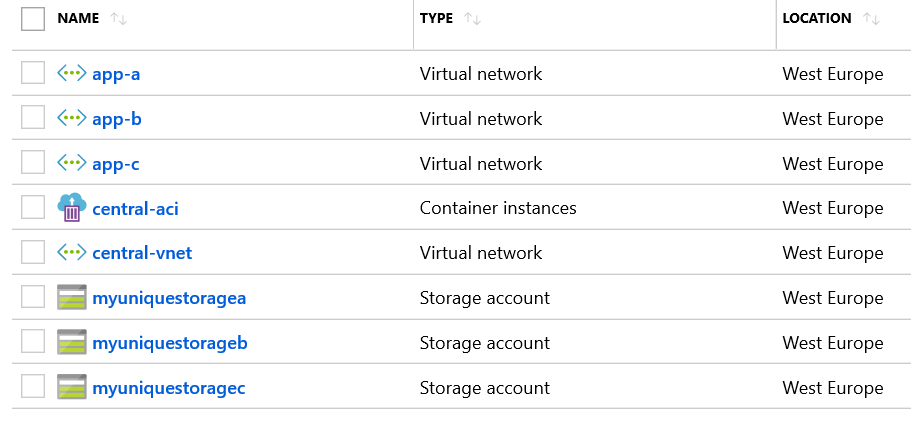 NAME TYPE LOCATION
app-a Virtual network West Europe
app-b Virtual network West Europe
app-c Virtual network West Europe
central-aci Container instances West Europe
central-vnet Virtual network West Europe
myuniquestoragea Storage account West Europe
myuniquestorageb Storage account West Europe
myuniquestoragec Storage account West Europe